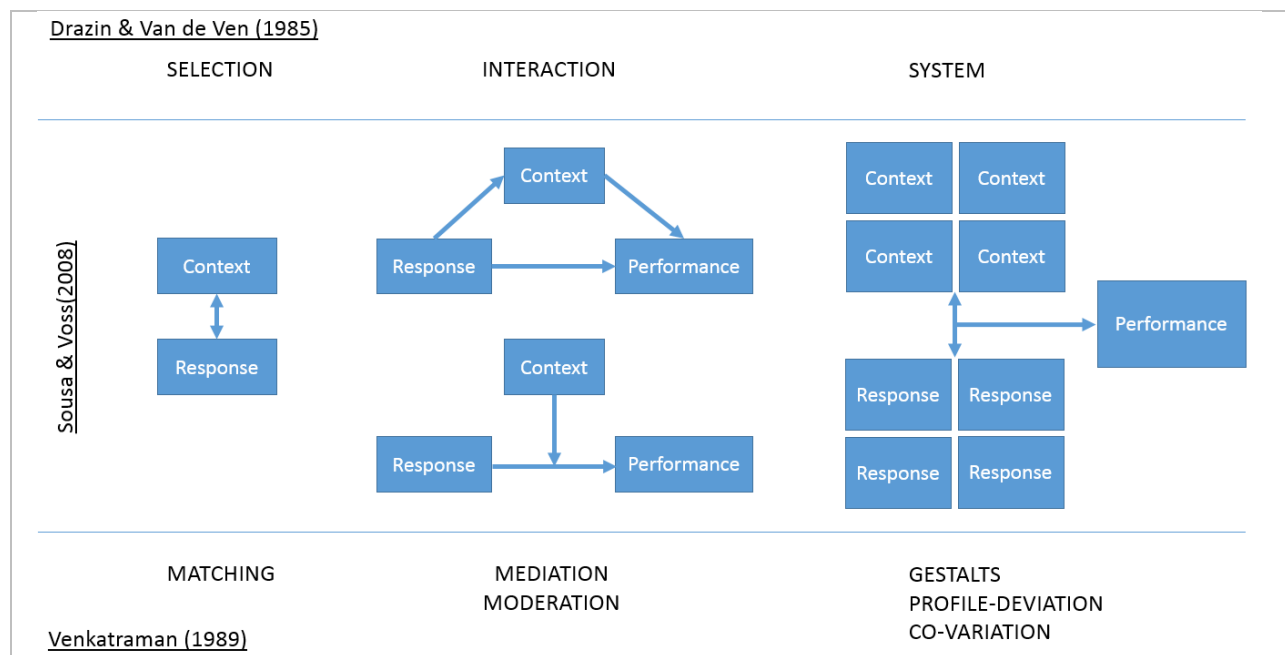 Drazin & Van de Ven (1985)
SELECTION
INTERACTION
SYSTEM
Sousa & Voss(2008)
Context
Response
Context
Response
Performance
Context
Response
Performance
Context
Context
Context
Context
Performance
Response
Response
Response
Response
MATCHING
MEDIATION
MODERATION
GESTALTS
PROFILE-DEVIATION
CO-VARIATION
Venkatraman (1989)